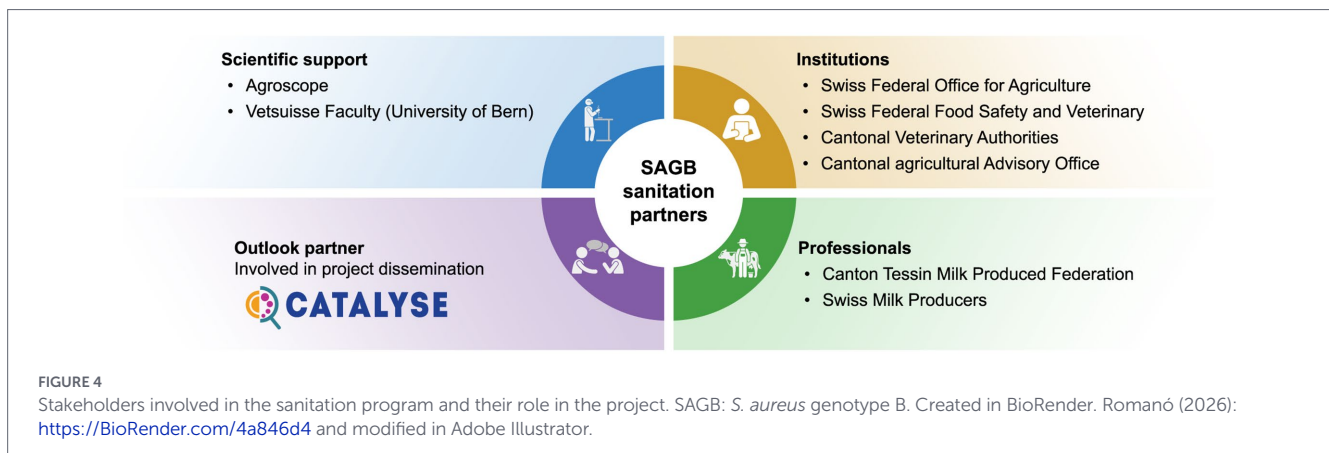 Scientific support
• Agroscope
• Vetsuisse Faculty (University of Bern)
Institutions
• Swiss Federal Office for Agriculture
• Swiss Federal Food Safety and Veterinary
• Cantonal Veterinary Authorities
• Cantonal agricultural Advisory Office
SAGB
sanitation
partners
Outlook partner
Involved in project dissemination
CATALYSE
Professionals
• Canton Tessin Milk Produced Federation
• Swiss Milk Producers
FIGURE 4
Stakeholders involved in the sanitation program and their role in the project. SAGB: S. aureus genotype B. Created in BioRender. Romanó (2026):
https://BioRender.com/4a846d4 and modified in Adobe Illustrator.